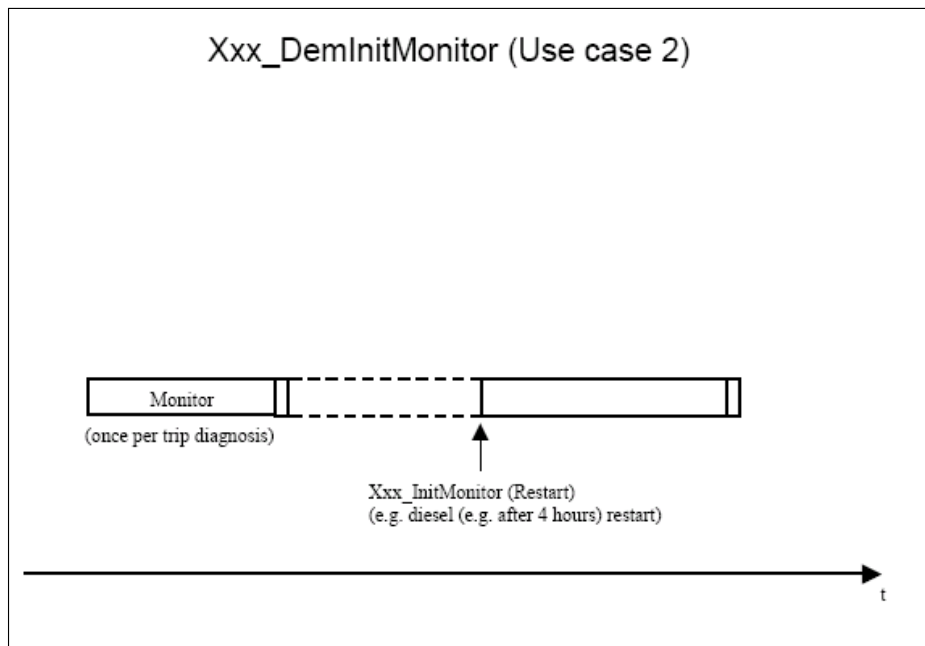 Xxx_DemInitMonitor (Use case 2)
Monitor
(once per trip diagnosis)
Xxx_InitMonitor (Restart)
(e.g. diesel (e.g. after 4 hours) restart)
t